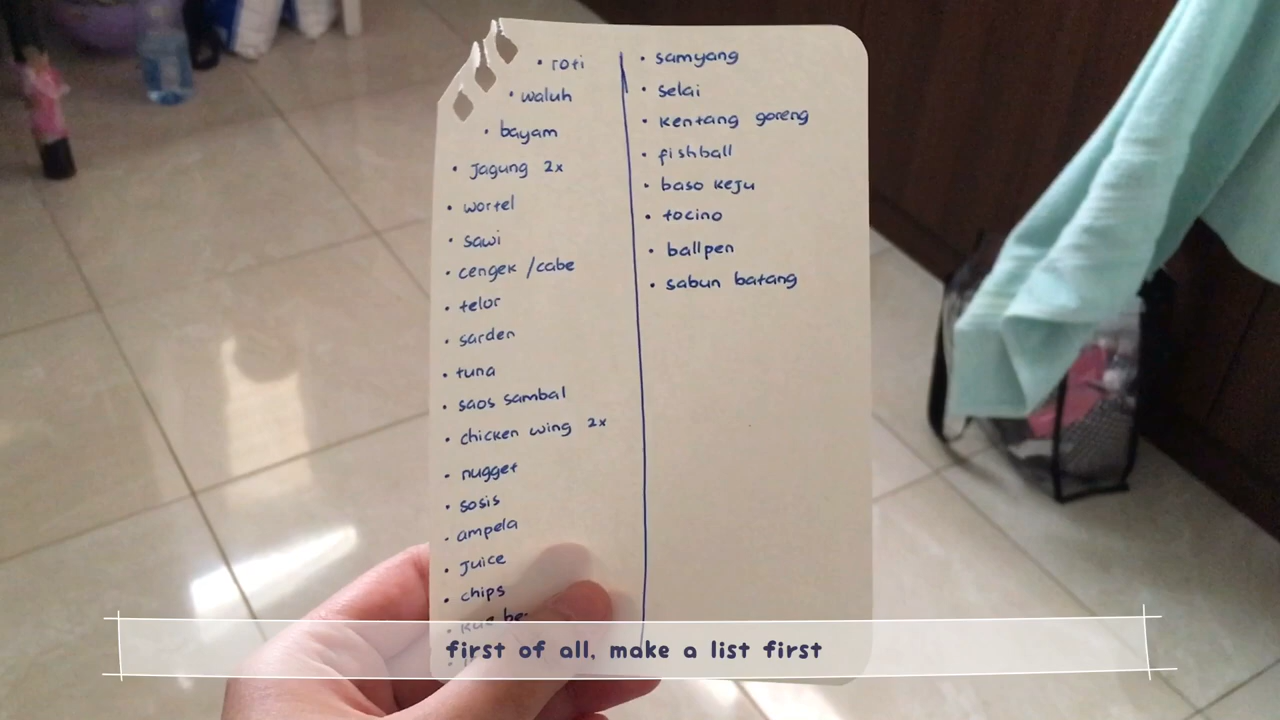 • roti
• waluh
• bayam
• Jagung 2x
• wortel
• sawi
• cengek /cabe
• telor
• sarden
• tuna
• saos sambal
• chicken wing 2x
• nugget
• sosis
• ampela
• Juice
• chips
• samyang
• selai
• kentang goreng
• fishball
• baso keju
• tocino
• ballpen
• sabun batang
first of all, make a list first